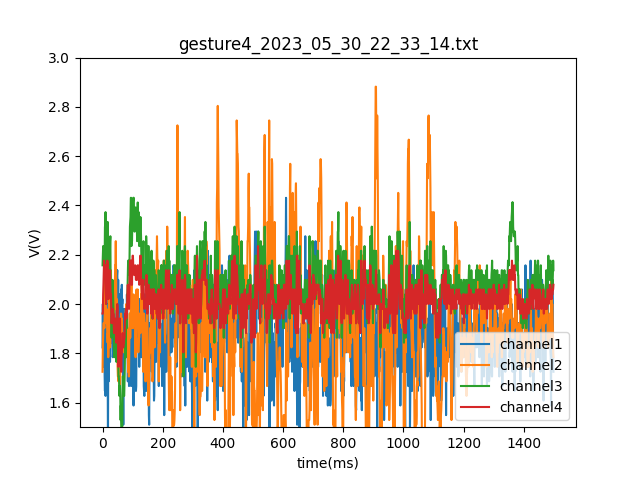 gesture4_2023_05_30_22_33_14.txt
3.0
2.8
2.6
2.4
2.2
2.0
1.8
1.6
V(V)
channel1
channel2
channel3
channel4
0 200 400 600 800 1000 1200 1400
time(ms)